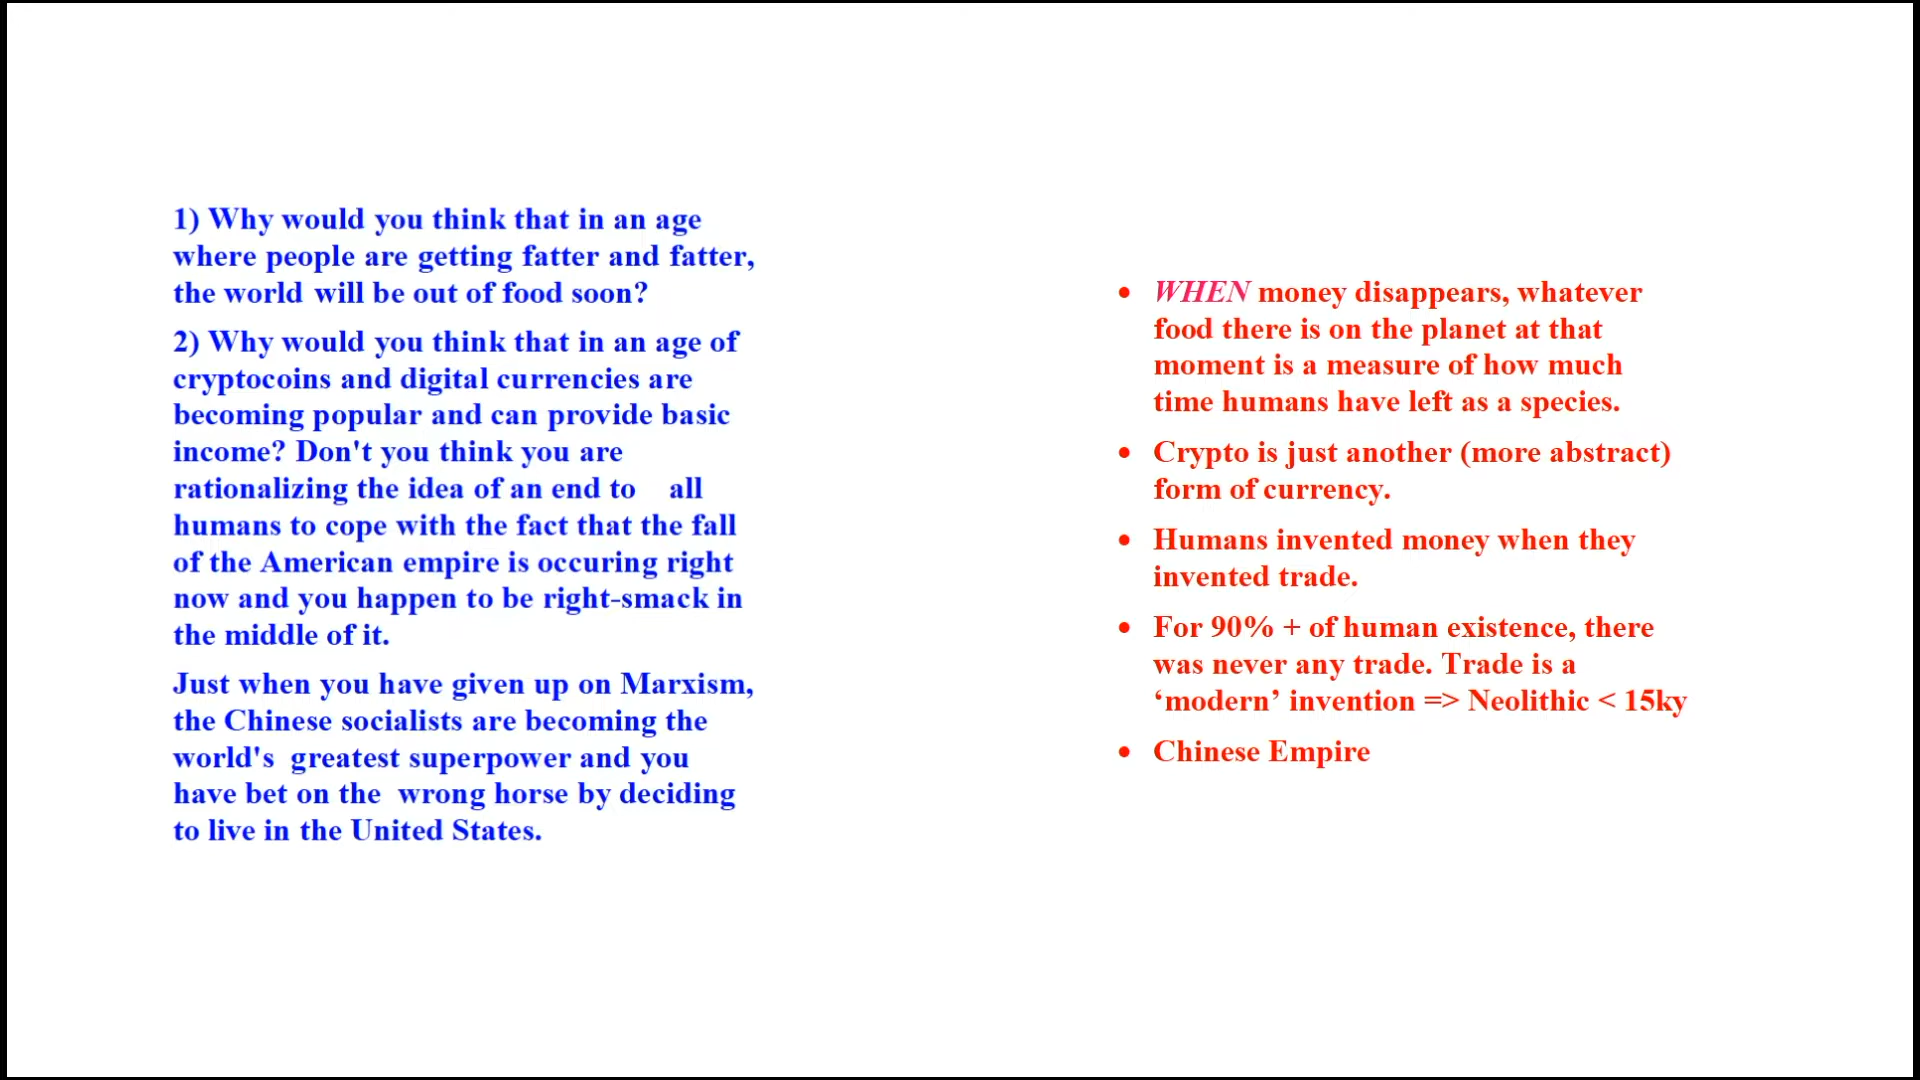 1) Why would you think that in an age
where people are getting fatter and fatter,
the world will be out of food soon?
2) Why would you think that in an age of
cryptocoins and digital currencies are
becoming popular and can provide basic
income? Don't you think you are
rationalizing the idea of an end to    all
humans to cope with the fact that the fall
of the American empire is occuring right
now and you happen to be right-smack in
the middle of it.
Just when you have given up on Marxism,
the Chinese socialists are becoming the
world's  greatest superpower and you
have bet on the  wrong horse by deciding
to live in the United States.
• WHEN money disappears, whatever
food there is on the planet at that
moment is a measure of how much
time humans have left as a species.
• Crypto is just another (more abstract)
form of currency.
• Humans invented money when they
invented trade.
• For 90% + of human existence, there
was never any trade. Trade is a
‘modern’ invention => Neolithic < 15ky
• Chinese Empire